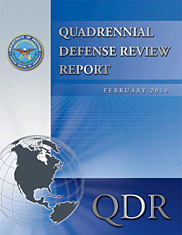 QUADRENNIAL
DEFENSE REVIEW
REPORT
FEBRUARY 2010
QDR